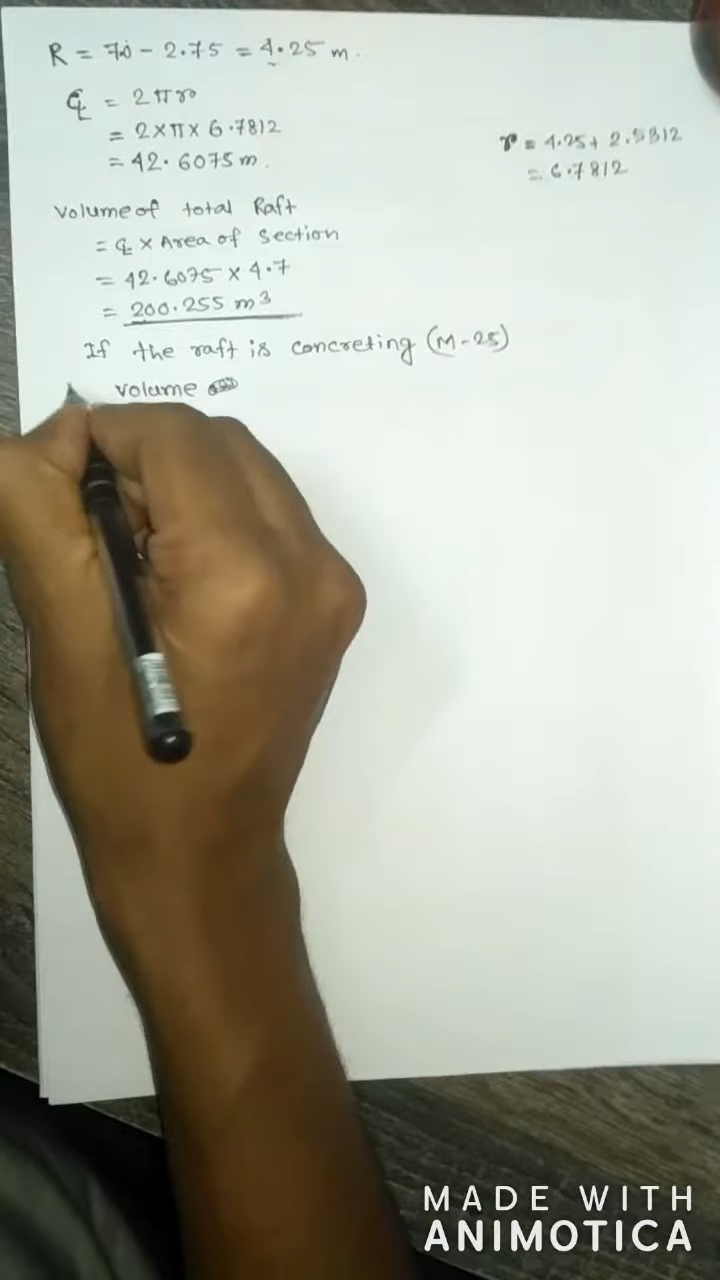 R = 7.0 - 2.75 = 4.25 m.
℄ = 2πr
= 2×π× 6.7812
= 42.6075 m.
r = 4.25 + 2.5312
= 6.7812
Volume of total Raft
= ℄ × Area of Section
= 42.6075 × 4.7
= 200.255 m³
If the raft is concreting (M-25)
volume
MADE WITH
ANIMOTICA